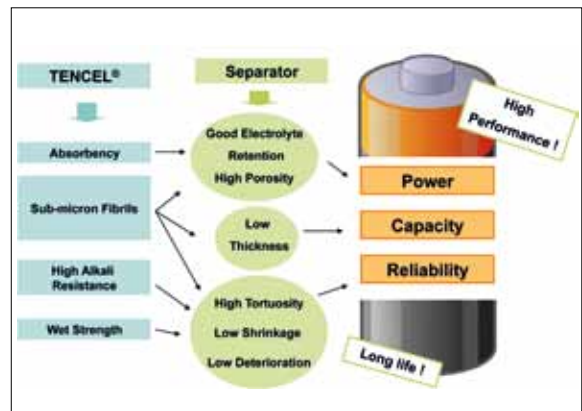 TENCEL®
Absorbency
Sub-micron Fibrils
High Alkali
Resistance
Wet Strength
Separator
Good Electrolyte
Retention
High Porosity
Low
Thickness
High Tortuosity
Low Shrinkage
Low Deterioration
High
Performance !
Power
Capacity
Reliability
Long life !